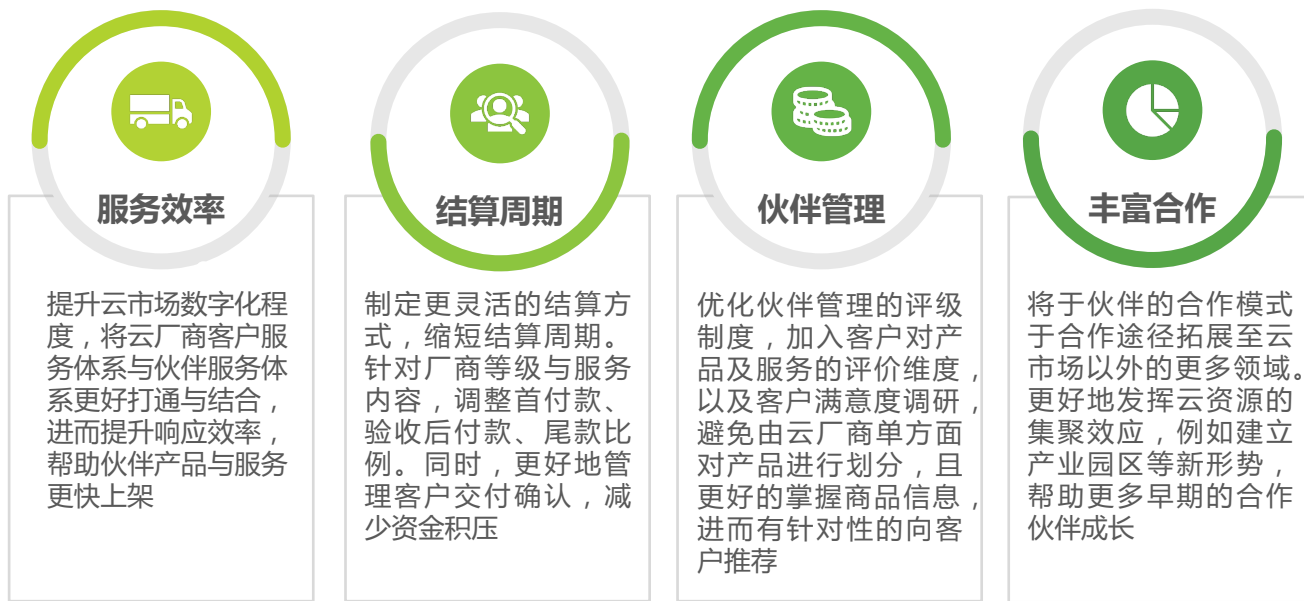 服务效率
提升云市场数字化程
度，将云厂商客户服
务体系与伙伴服务体
系更好打通与结合，
进而提升响应效率，
帮助伙伴产品与服务
更快上架
结算周期
制定更灵活的结算方
式，缩短结算周期。
针对厂商等级与服务
内容，调整首付款、
验收后付款、尾款比
例。同时，更好地管
理客户交付确认，减
少资金积压
伙伴管理
优化伙伴管理的评级
制度，加入客户对产
品及服务的评价维度，
以及客户满意度调研，
避免由云厂商单方面
对产品进行划分，且
更好的掌握商品信息，
进而有针对性的向客
户推荐
丰富合作
将于伙伴的合作模式
于合作途径拓展至云
市场以外的更多领域。
更好地发挥云资源的
集聚效应，例如建立
产业园区等新形势，
帮助更多早期的合作
伙伴成长